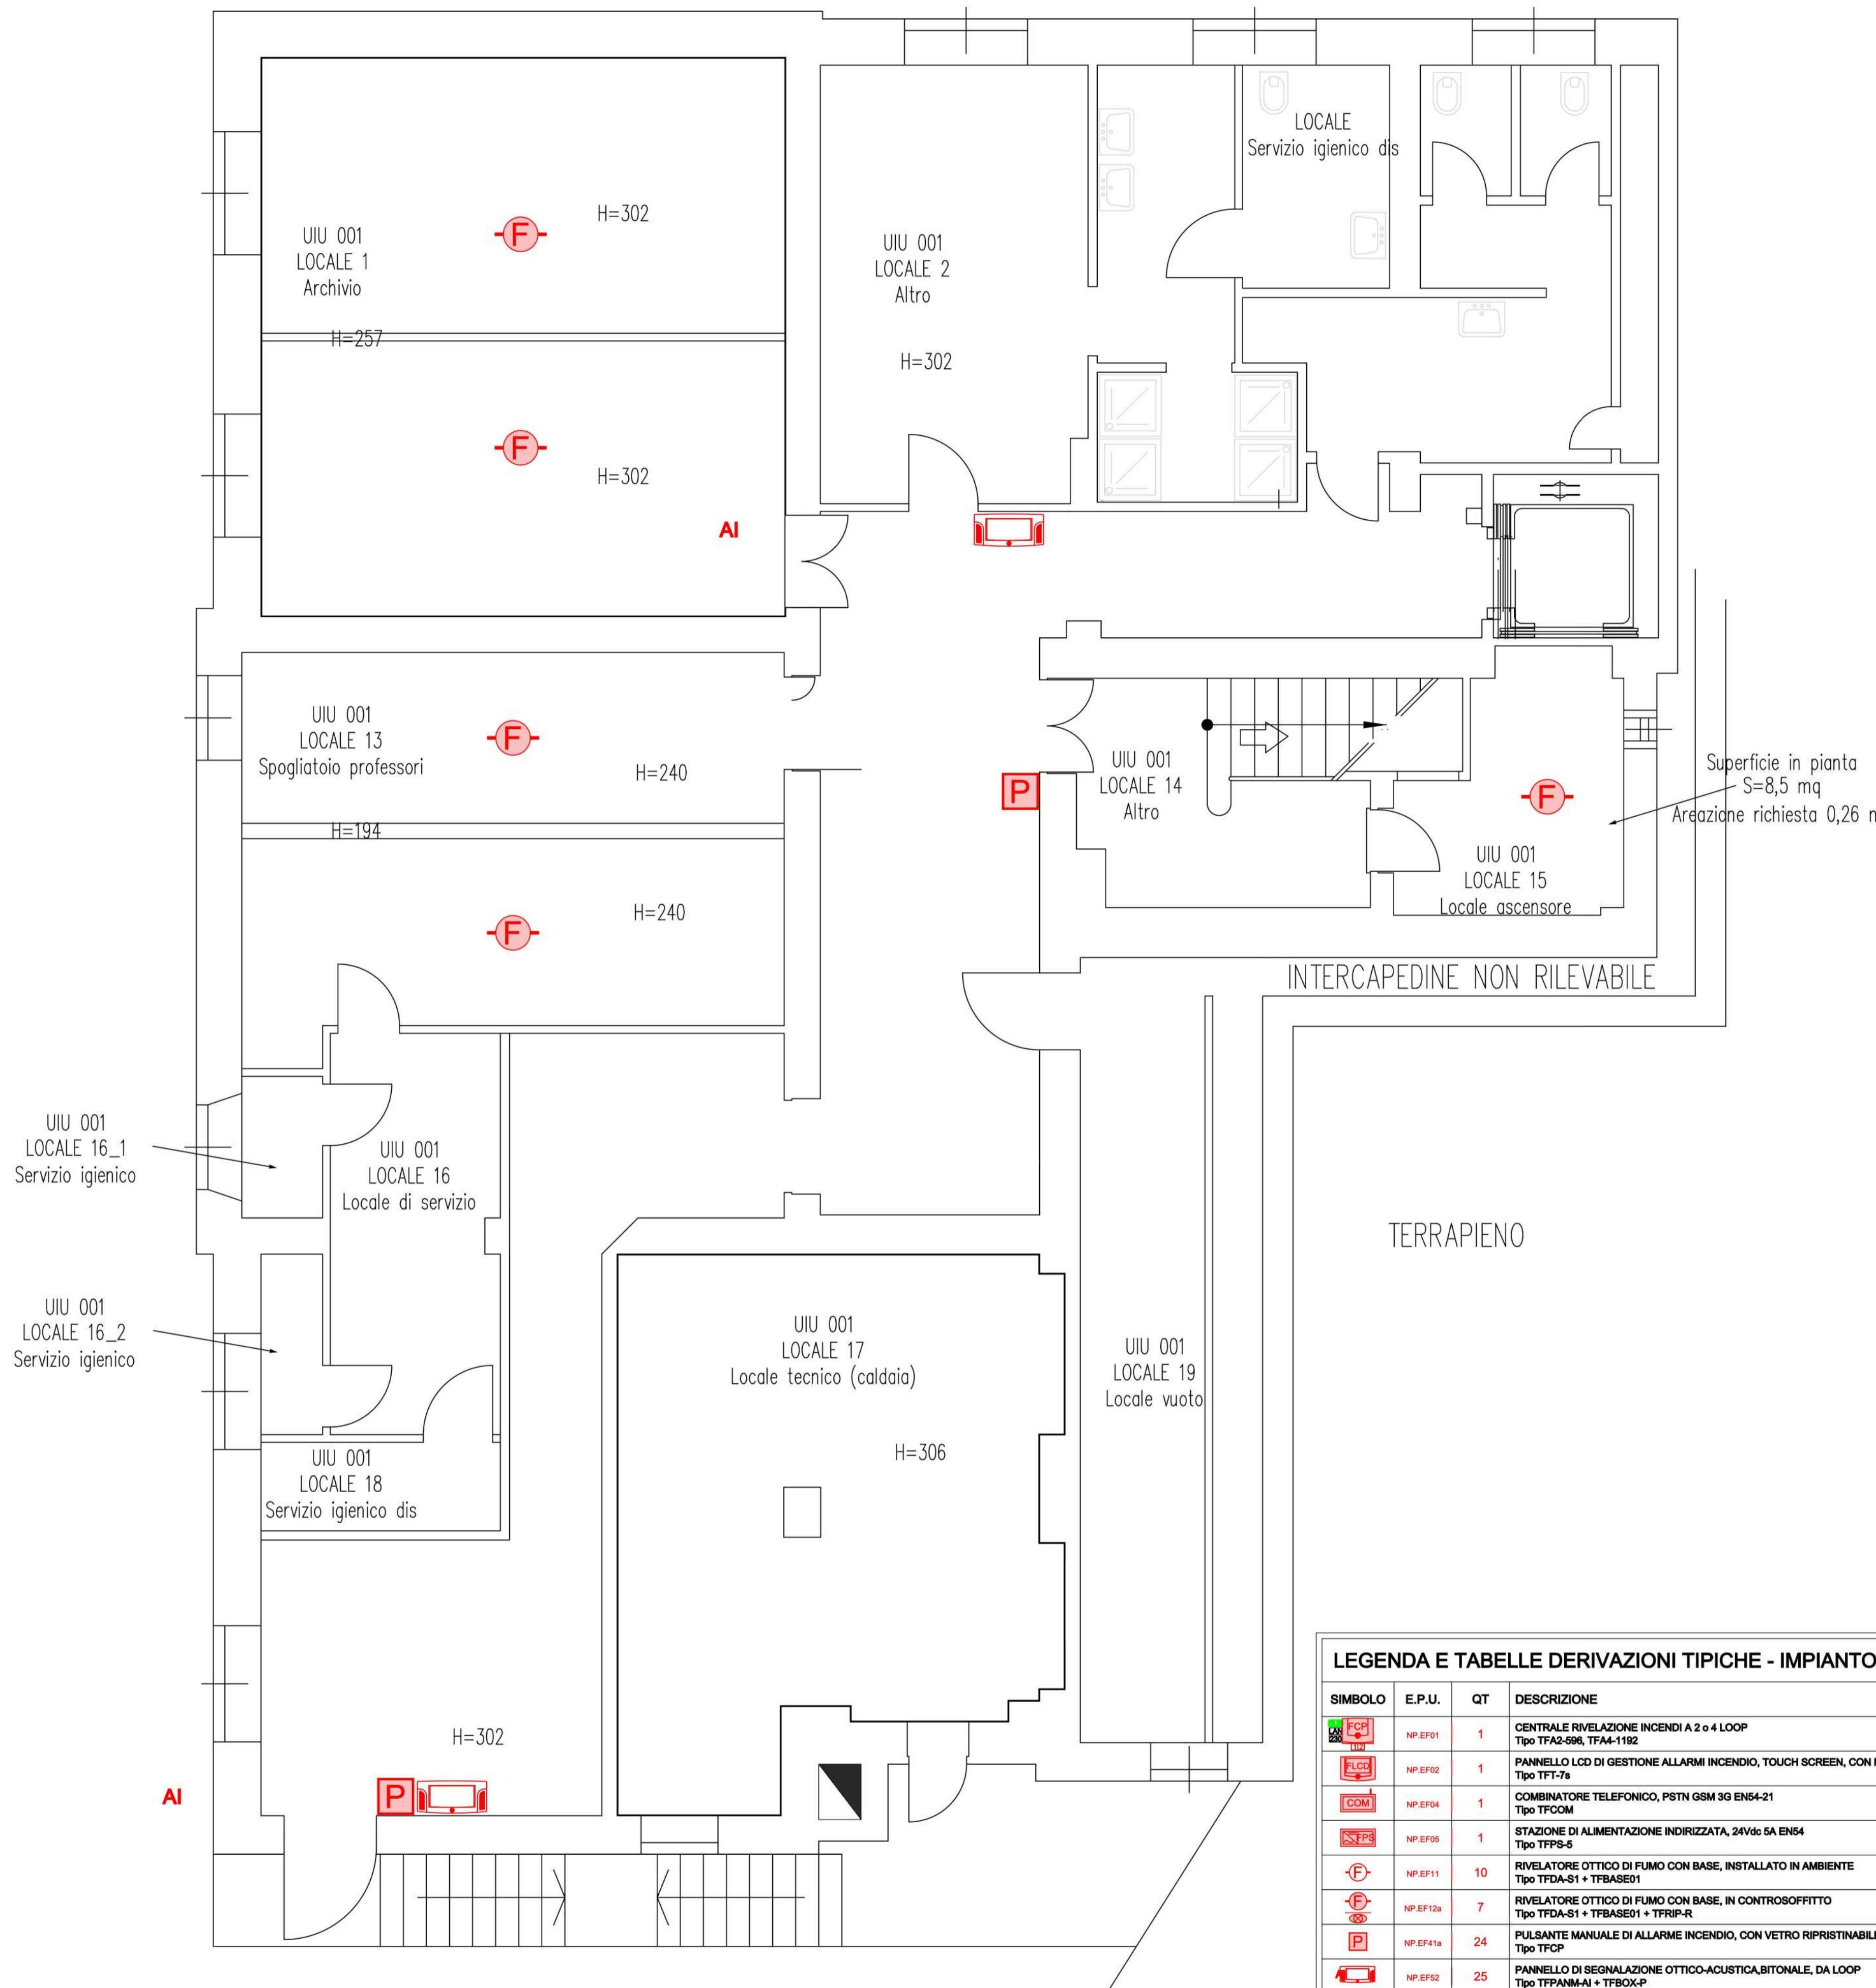 LOCALE
Servizio igienico dis
H=302
UIU 001
LOCALE 1
Archivio
F
UIU 001
LOCALE 2
Altro
H=257
H=302
F
H=302
AI
UIU 001
LOCALE 13
Spogliatoio professori
F
H=240
P
UIU 001
LOCALE 14
Altro
F
Superficie in pianta
S=8,5 mq
Areazione richiesta 0,26 m
H=194
UIU 001
LOCALE 15
Locale ascensore
F
H=240
INTERCAPEDINE NON RILEVABILE
UIU 001
LOCALE 16_1
Servizio igienico
UIU 001
LOCALE 16
Locale di servizio
TERRAPIENO
UIU 001
LOCALE 16_2
Servizio igienico
UIU 001
LOCALE 17
Locale tecnico (caldaia)
UIU 001
LOCALE 19
Locale vuoto
H=306
UIU 001
LOCALE 18
Servizio igienico dis
H=302
AI
P
LEGENDA E TABELLE DERIVAZIONI TIPICHE - IMPIANTO
SIMBOLO E.P.U. QT DESCRIZIONE
FCP LAN 230 NP.EF01 1 CENTRALE RIVELAZIONE INCENDI A 2 o 4 LOOP
Tipo TFA2-596, TFA4-1192
FLCD NP.EF02 1 PANNELLO LCD DI GESTIONE ALLARMI INCENDIO, TOUCH SCREEN, CON
Tipo TFT-7s
COM NP.EF04 1 COMBINATORE TELEFONICO, PSTN GSM 3G EN54-21
Tipo TFCOM
FPS NP.EF05 1 STAZIONE DI ALIMENTAZIONE INDIRIZZATA, 24Vdc 5A EN54
Tipo TFPS-5
F NP.EF11 10 RIVELATORE OTTICO DI FUMO CON BASE, INSTALLATO IN AMBIENTE
Tipo TFDA-S1 + TFBASE01
F NP.EF12a 7 RIVELATORE OTTICO DI FUMO CON BASE, IN CONTROSOFFITTO
Tipo TFDA-S1 + TFBASE01 + TFRIP-R
P NP.EF41a 24 PULSANTE MANUALE DI ALLARME INCENDIO, CON VETRO RIPRISTINABIL
Tipo TFCP
NP.EF52 25 PANNELLO DI SEGNALAZIONE OTTICO-ACUSTICA,BITONALE, DA LOOP
Tipo TFPANM-AI + TFBOX-P